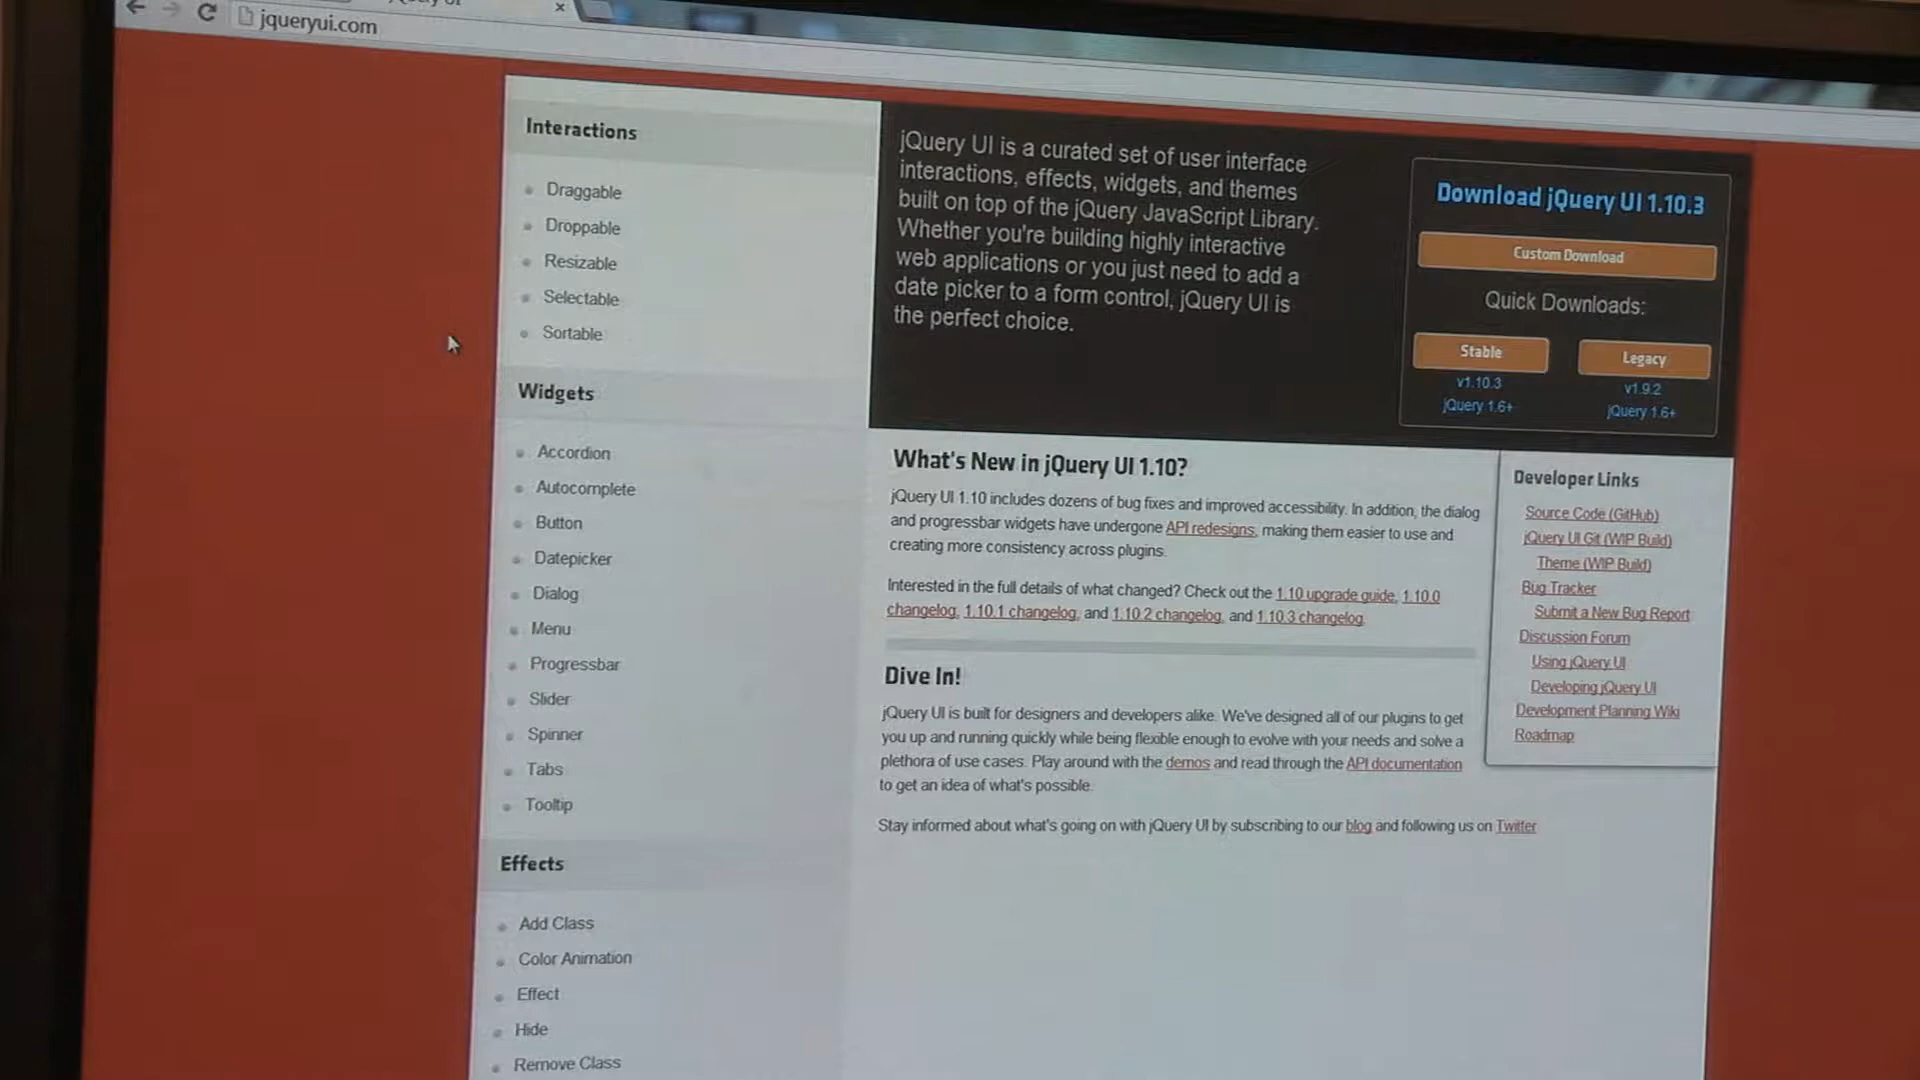 jqueryui.com
Interactions
Draggable
Droppable
Resizable
Selectable
Sortable
Widgets
Accordion
Autocomplete
Button
Datepicker
Dialog
Menu
Progressbar
Slider
Spinner
Tabs
Tooltip
Effects
Add Class
Color Animation
Effect
Hide
Remove Class
jQuery UI is a curated set of user interface
interactions, effects, widgets, and themes
built on top of the jQuery JavaScript Library.
Whether you're building highly interactive
web applications or you just need to add a
date picker to a form control, jQuery UI is
the perfect choice.
Download jQuery UI 1.10.3
Custom Download
Quick Downloads:
Stable
v1.10.3
jQuery 1.6+
Legacy
v1.9.2
jQuery 1.6+
What's New in jQuery UI 1.10?
jQuery UI 1.10 includes dozens of bug fixes and improved accessibility. In addition, the dialog
and progressbar widgets have undergone API redesigns, making them easier to use and
creating more consistency across plugins.
Interested in the full details of what changed? Check out the 1.10 upgrade guide, 1.10.0
changelog, 1.10.1 changelog, and 1.10.2 changelog, and 1.10.3 changelog.
Dive In!
jQuery UI is built for designers and developers alike. We've designed all of our plugins to get
you up and running quickly while being flexible enough to evolve with your needs and solve a
plethora of use cases. Play around with the demos and read through the API documentation
to get an idea of what's possible.
Stay informed about what's going on with jQuery UI by subscribing to our blog and following us on Twitter
Developer Links
Source Code (GitHub)
jQuery UI Git (WIP Build)
Theme (WIP Build)
Bug Tracker
Submit a New Bug Report
Discussion Forum
Using jQuery UI
Developing jQuery UI
Development Planning Wiki
Roadmap